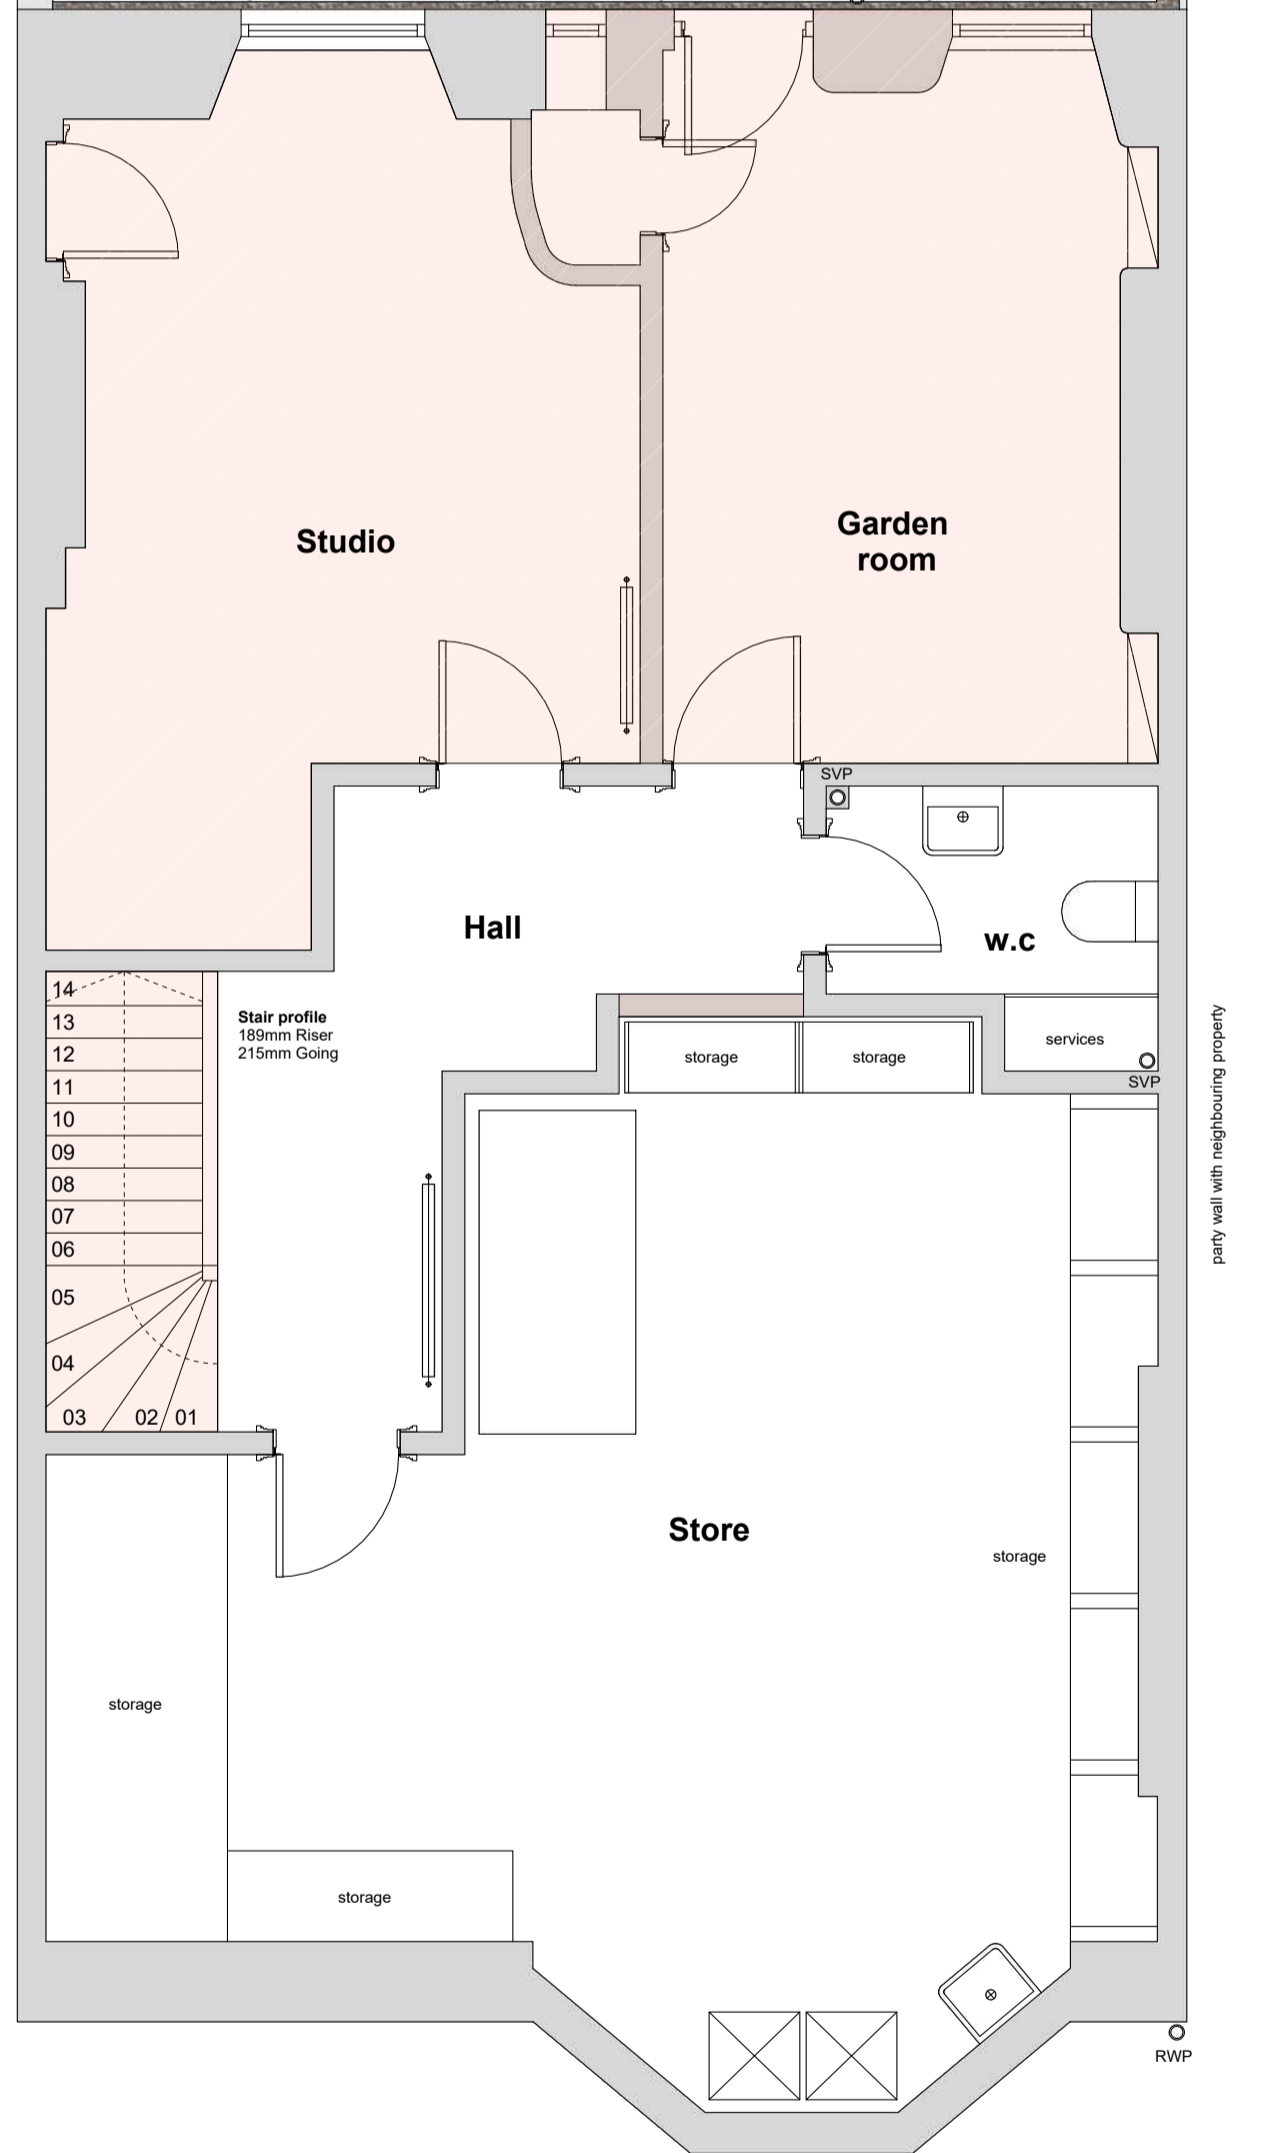 Studio
Garden
room
SVP
Hall
w.c
14
13
12
11
10
09
08
07
06
05
04
03
02
01
Stair profile
189mm Riser
215mm Going
storage
storage
services
SVP
party wall with neighbouring property
Store
storage
storage
storage
RWP